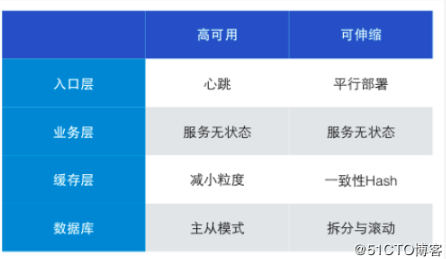 高可用 可伸缩
入口层 心跳 平行部署
业务层 服务无状态 服务无状态
缓存层 减小粒度 一致性Hash
数据库 主从模式 拆分与滚动
@51CTO博客